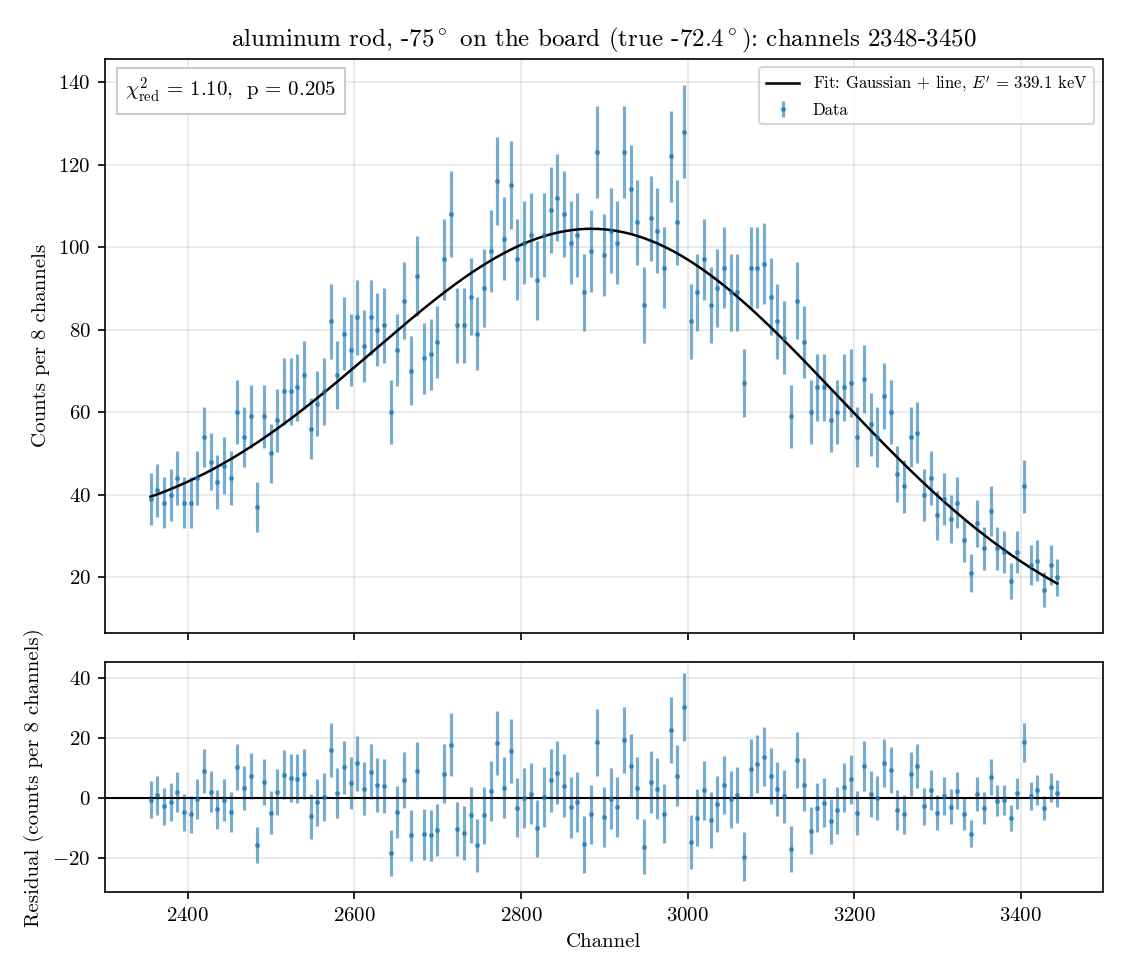 aluminum rod, -75° on the board (true -72.4°): channels 2348-3450
χ²red = 1.10, p = 0.205
Fit: Gaussian + line, E′ = 339.1 keV
Data
Counts per 8 channels
140
120
100
80
60
40
20
Residual (counts per 8 channels)
40
20
0
−20
2400 2600 2800 3000 3200 3400
Channel